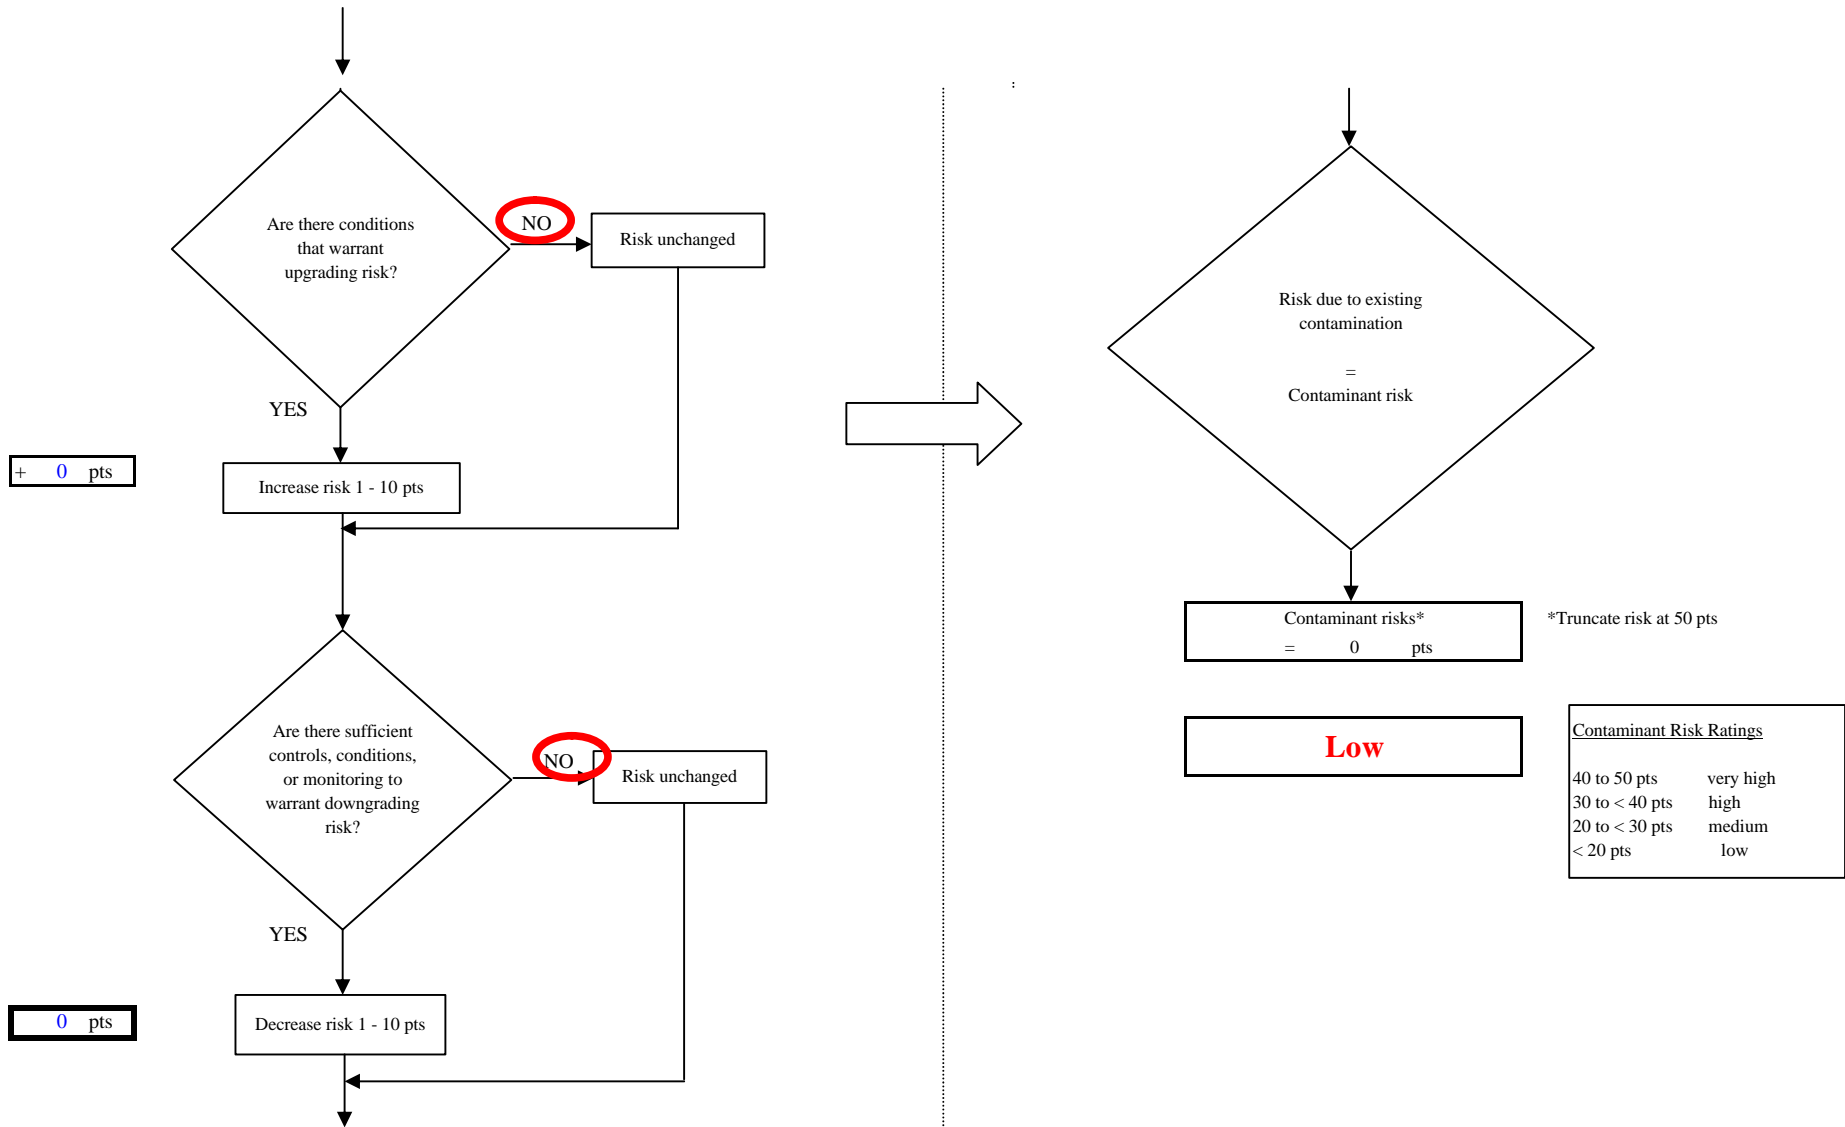 :
Are there conditions
that warrant
upgrading risk?
NO
Risk unchanged
YES
+ 0 pts
Increase risk 1 - 10 pts
Are there sufficient
controls, conditions,
or monitoring to
warrant downgrading
risk?
NO
Risk unchanged
YES
0 pts
Decrease risk 1 - 10 pts
Risk due to existing
contamination
=
Contaminant risk
Contaminant risks*
= 0 pts
*Truncate risk at 50 pts
Low
Contaminant Risk Ratings
40 to 50 pts very high
30 to < 40 pts high
20 to < 30 pts medium
< 20 pts low